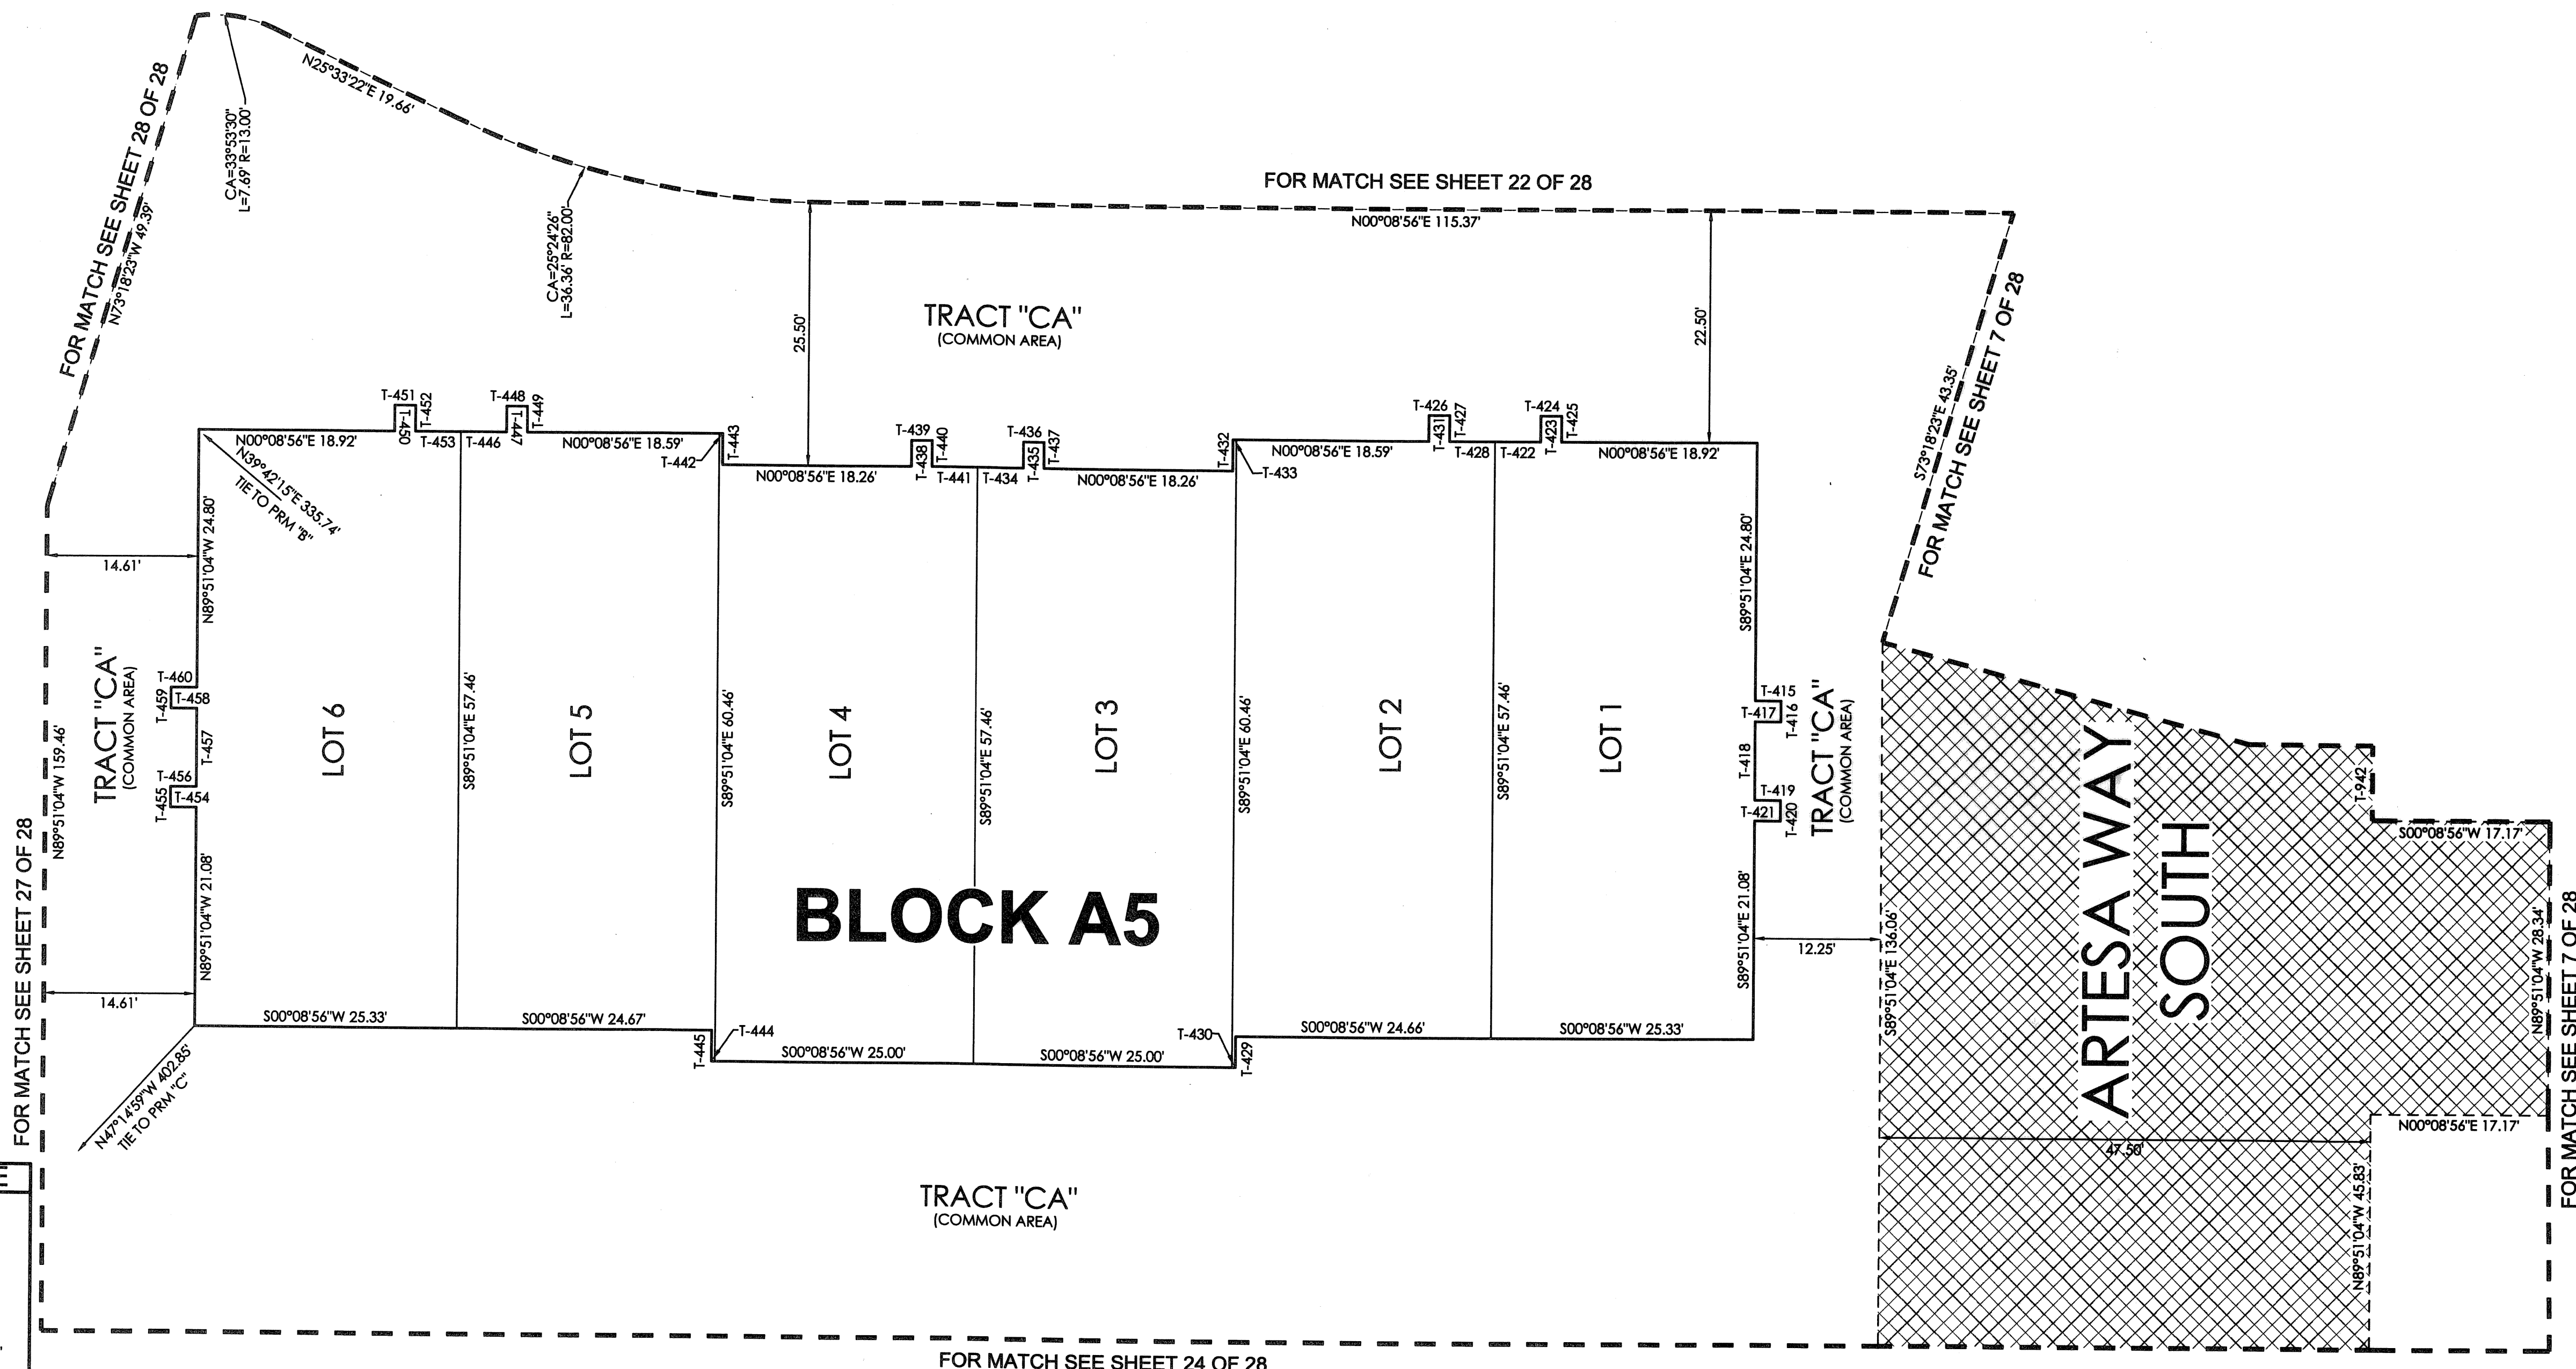 FOR MATCH SEE SHEET 28 OF 28
N73°18'23"W 49.39'
CA=33°53'30"
L=7.69' R=13.00'
N25°33'22"E 19.66'
CA=25°24'26"
L=36.36' R=82.00'
FOR MATCH SEE SHEET 22 OF 28
N00°08'56"E 115.37'
25.50'
22.50'
TRACT "CA"
(COMMON AREA)
S73°18'23"E 43.35'
FOR MATCH SEE SHEET 7 OF 28
T-451
T-452
T-450
T-453
T-448
T-449
T-447
T-446
N00°08'56"E 18.92'
N00°08'56"E 18.59'
T-442
T-443
N39°42'15"E 335.74'
TIE TO PRM "B"
T-439
T-440
T-438
T-441
T-436
T-437
T-435
T-434
N00°08'56"E 18.26'
N00°08'56"E 18.26'
T-432
T-433
T-426
T-427
T-431
T-428
T-424
T-425
T-423
T-422
N00°08'56"E 18.59'
N00°08'56"E 18.92'
14.61'
N89°51'04"W 24.80'
S89°51'04"E 24.80'
TRACT "CA"
(COMMON AREA)
N89°51'04"W 159.46'
T-460
T-459
T-458
T-457
T-456
T-455
T-454
N89°51'04"W 21.08'
LOT 6
S89°51'04"E 57.46'
LOT 5
S89°51'04"E 60.46'
LOT 4
S89°51'04"E 57.46'
LOT 3
S89°51'04"E 60.46'
LOT 2
S89°51'04"E 57.46'
LOT 1
T-415
T-417
T-416
T-418
T-419
T-421
T-420
S89°51'04"E 21.08'
TRACT "CA"
(COMMON AREA)
BLOCK A5
12.25'
S89°51'04"E 136.06'
ARTESA WAY
SOUTH
T-942
S00°08'56"W 17.17'
N89°51'04"W 28.34'
FOR MATCH SEE SHEET 7 OF 28
N00°08'56"E 17.17'
47.50'
N89°51'04"W 45.83'
FOR MATCH SEE SHEET 27 OF 28
14.61'
S00°08'56"W 25.33'
S00°08'56"W 24.67'
T-445
T-444
S00°08'56"W 25.00'
S00°08'56"W 25.00'
T-430
T-429
S00°08'56"W 24.66'
S00°08'56"W 25.33'
N47°14'59"W 402.85'
TIE TO PRM "C"
TRACT "CA"
(COMMON AREA)
FOR MATCH SEE SHEET 24 OF 28